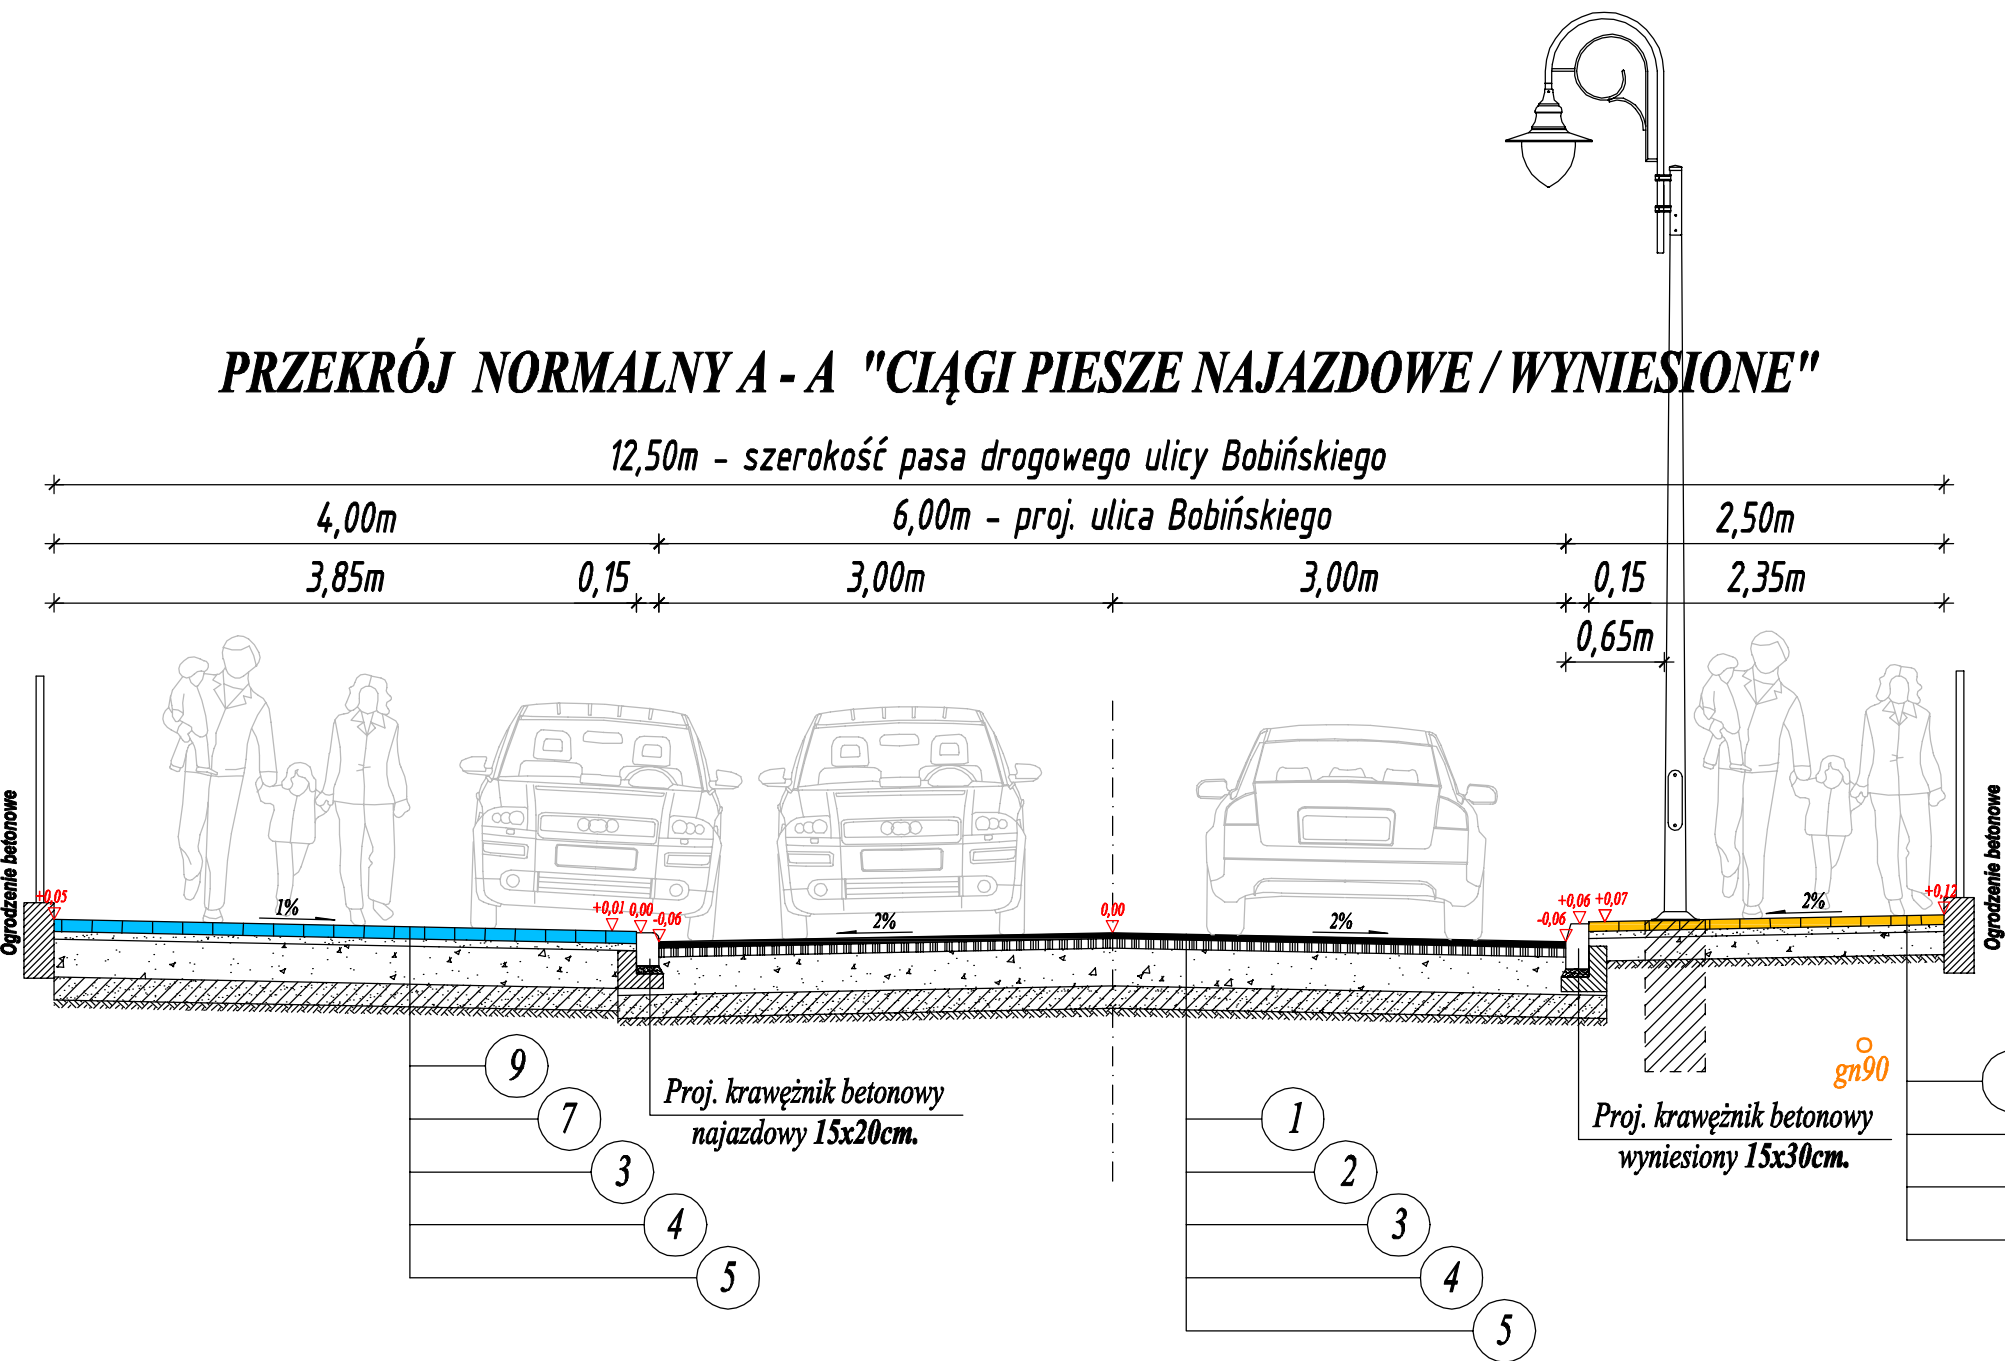 PRZEKRÓJ NORMALNY A - A "CIĄGI PIESZE NAJAZDOWE / WYNIESIONE"
12,50m - szerokość pasa drogowego ulicy Bobińskiego
4,00m
6,00m - proj. ulica Bobińskiego
2,50m
3,85m
0,15
3,00m
3,00m
0,15
2,35m
0,65m
Ogrodzenie betonowe
Ogrodzenie betonowe
+0,05
1%
+0,01
0,00
-0,06
2%
0,00
2%
-0,06
+0,06
+0,07
2%
+0,12
9
7
3
4
5
Proj. krawężnik betonowy
najazdowy 15x20cm.
1
2
3
4
5
gn90
Proj. krawężnik betonowy
wyniesiony 15x30cm.